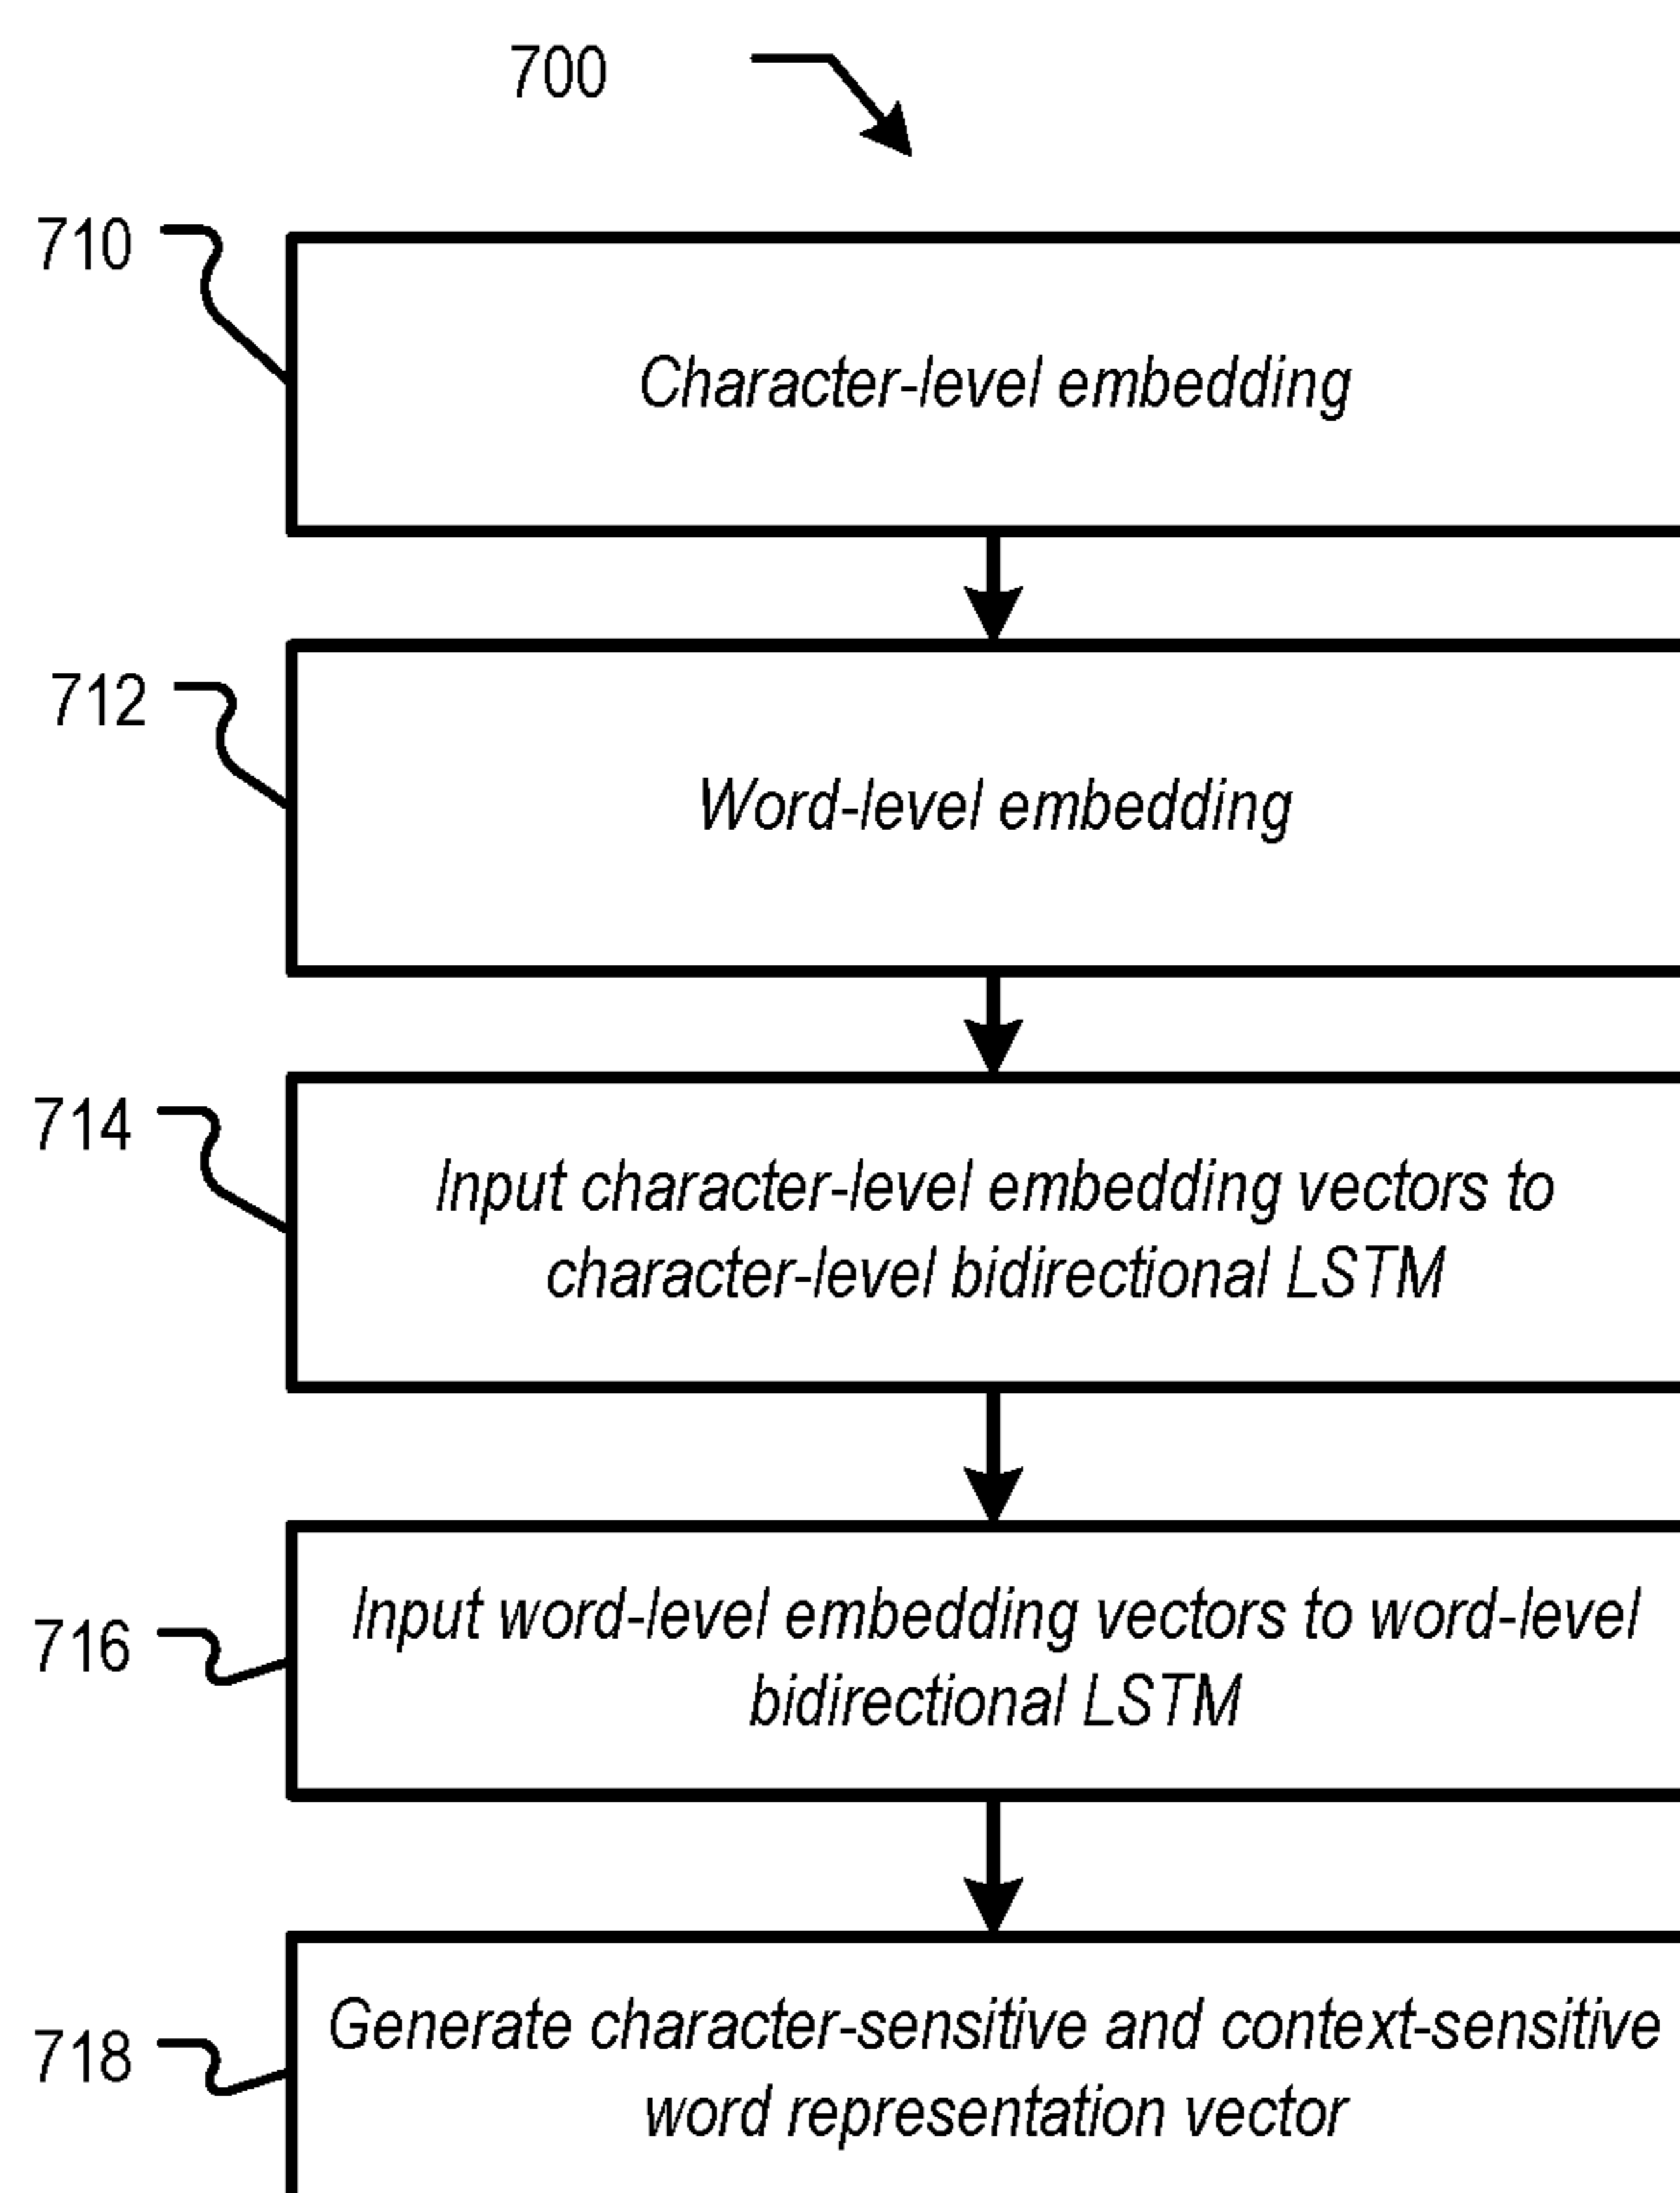 700
710
Character-level embedding
712
Word-level embedding
714
Input character-level embedding vectors to
character-level bidirectional LSTM
716
Input word-level embedding vectors to word-level
bidirectional LSTM
718
Generate character-sensitive and context-sensitive
word representation vector